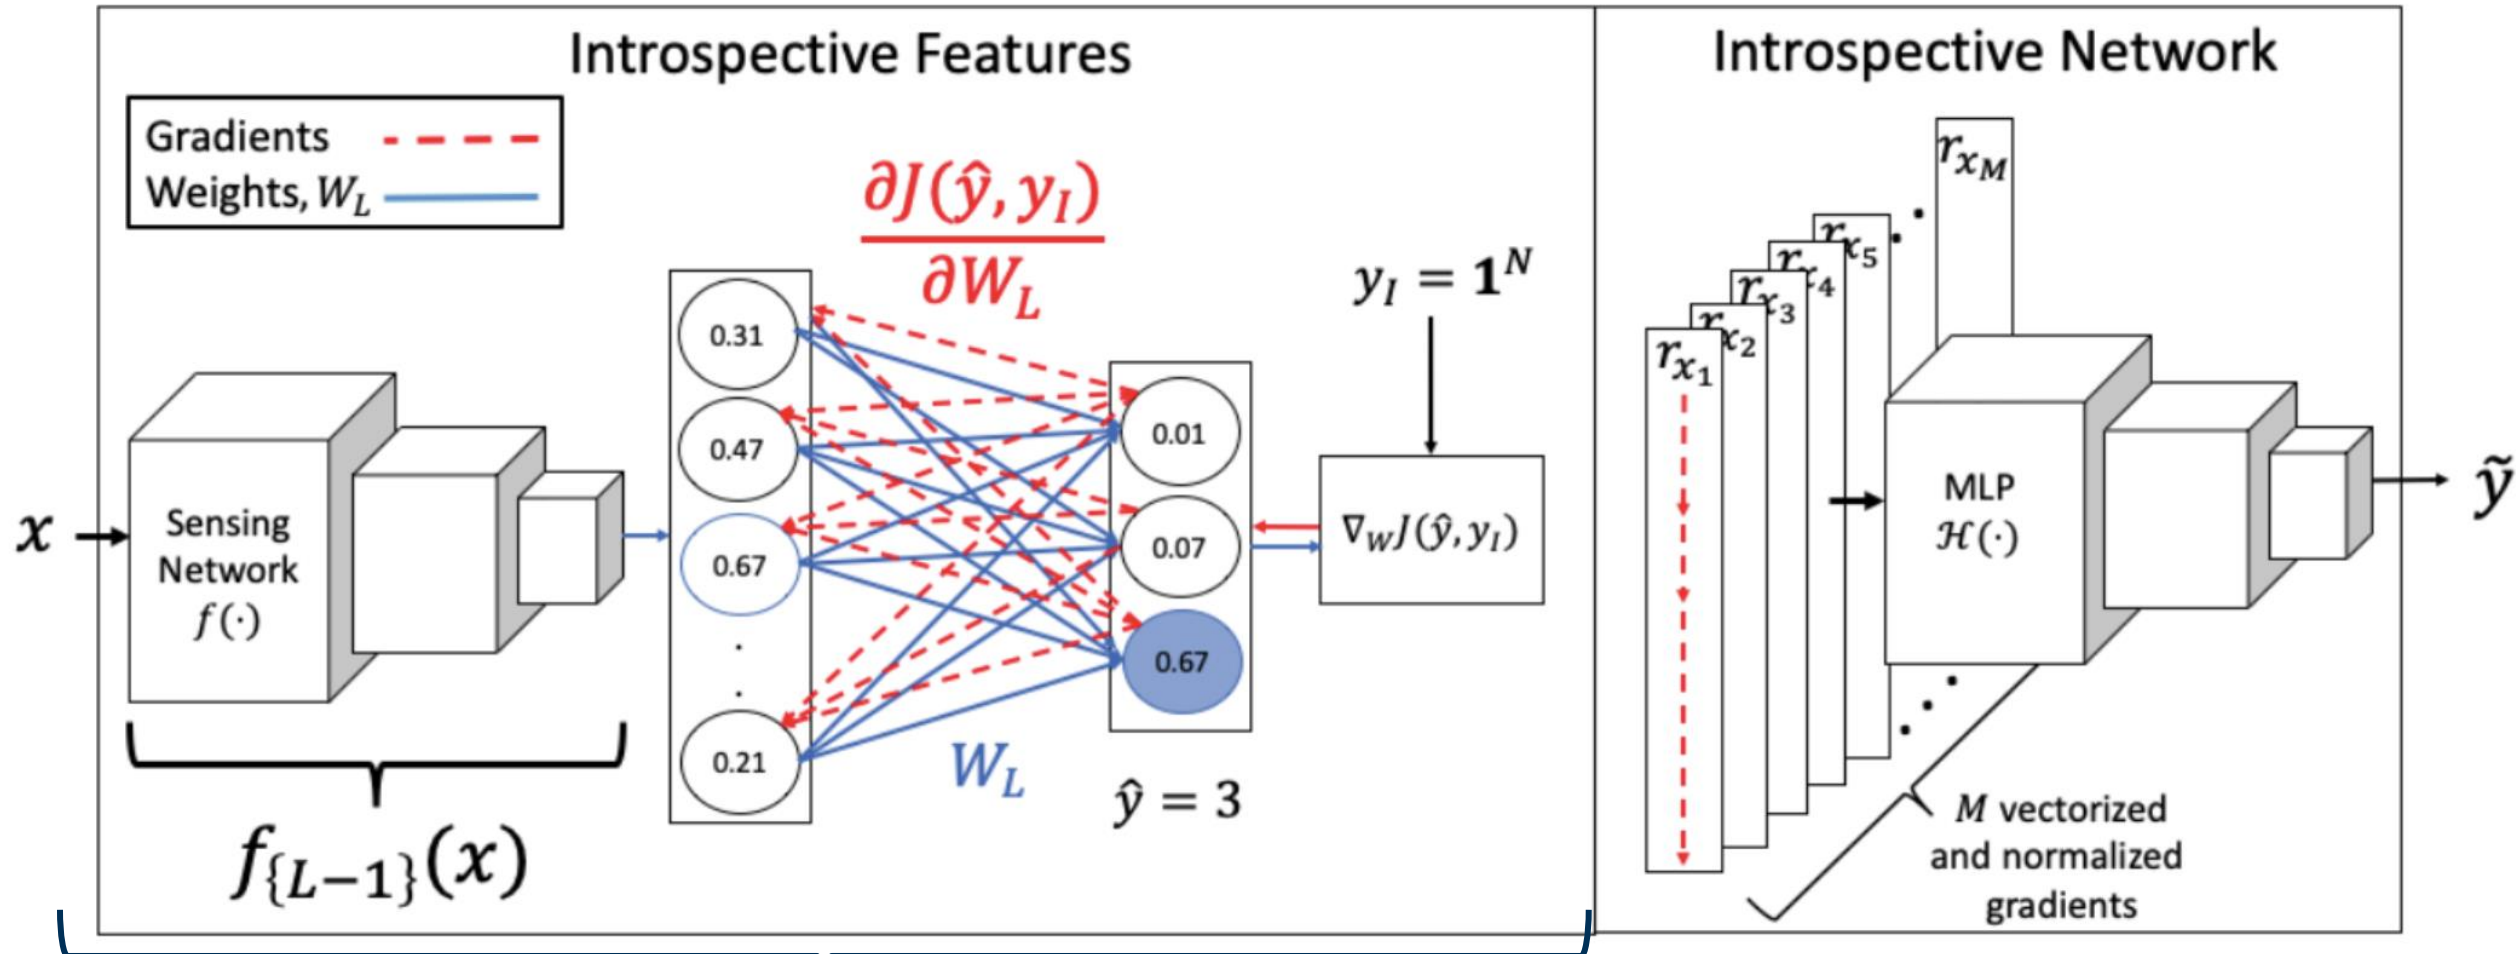 Introspective Features
Gradients
Weights, W_L
∂J(ŷ, y_I)
∂W_L
y_I = 1^N
x
Sensing
Network
f(·)
f_{L−1}(x)
0.31
0.47
0.67
.
.
0.21
W_L
0.01
0.07
0.67
ŷ = 3
∇_W J(ŷ, y_I)
Introspective Network
r_{x_1}
r_{x_2}
r_{x_3}
r_{x_4}
r_{x_5}
r_{x_M}
MLP
ℋ(·)
ỹ
M vectorized
and normalized
gradients